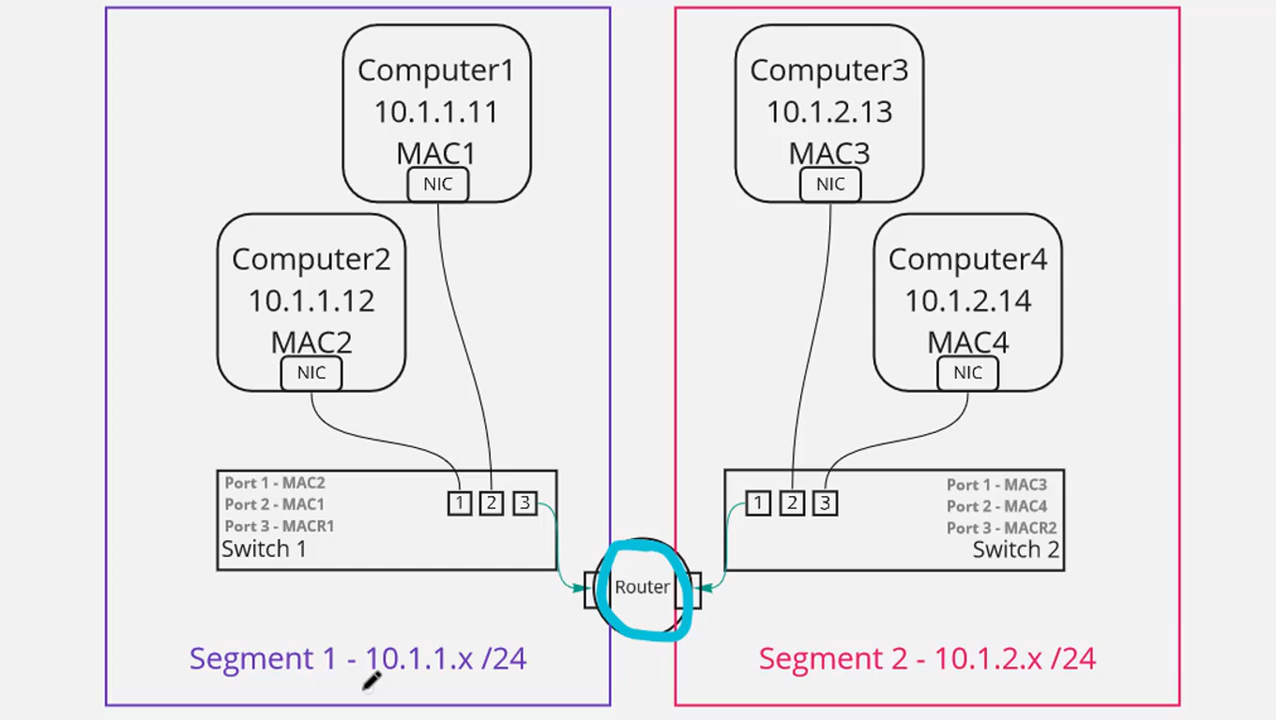 Computer1
10.1.1.11
MAC1
NIC
Computer2
10.1.1.12
MAC2
NIC
Port 1 - MAC2
Port 2 - MAC1
Port 3 - MACR1
Switch 1
1 2 3
Segment 1 - 10.1.1.x /24
Router
Computer3
10.1.2.13
MAC3
NIC
Computer4
10.1.2.14
MAC4
NIC
1 2 3
Port 1 - MAC3
Port 2 - MAC4
Port 3 - MACR2
Switch 2
Segment 2 - 10.1.2.x /24